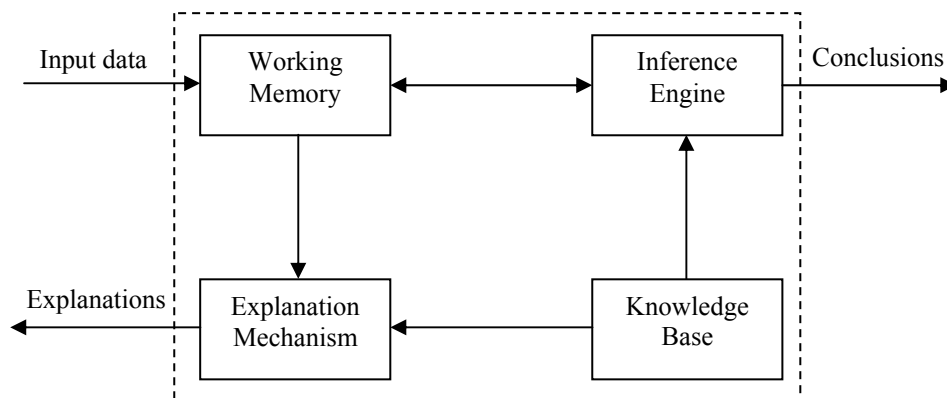 Input data
Working
Memory
Inference
Engine
Conclusions
Explanations
Explanation
Mechanism
Knowledge
Base